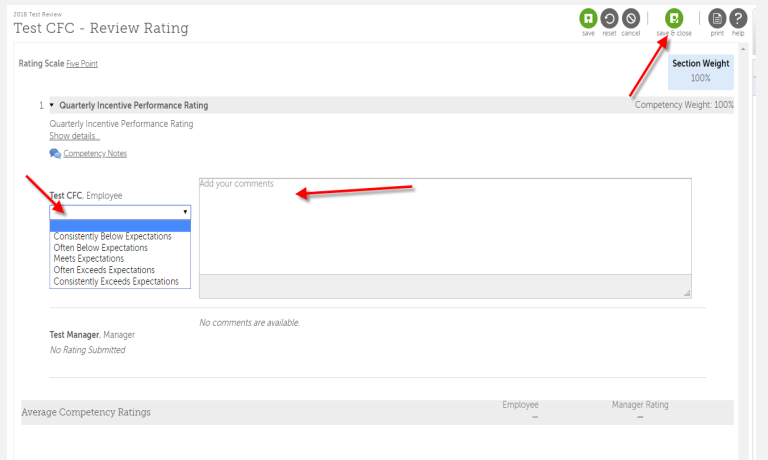 2018 Test Review
Test CFC - Review Rating
save reset cancel save & close print help
Rating Scale Five Point
Section Weight
100%
1. Quarterly Incentive Performance Rating
Competency Weight: 100%
Quarterly Incentive Performance Rating
Show details...
Competency Notes
Test CFC, Employee
Add your comments
Consistently Below Expectations
Often Below Expectations
Meets Expectations
Often Exceeds Expectations
Consistently Exceeds Expectations
No comments are available.
Test Manager, Manager
No Rating Submitted
Average Competency Ratings
Employee
–
Manager Rating
–